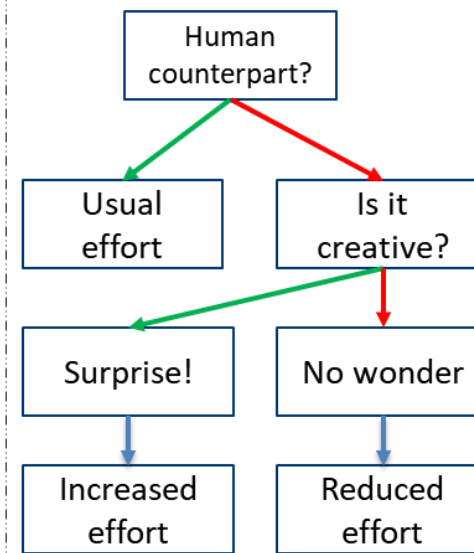 Human
counterpart?
Usual
effort
Is it
creative?
Surprise!
No wonder
Increased
effort
Reduced
effort